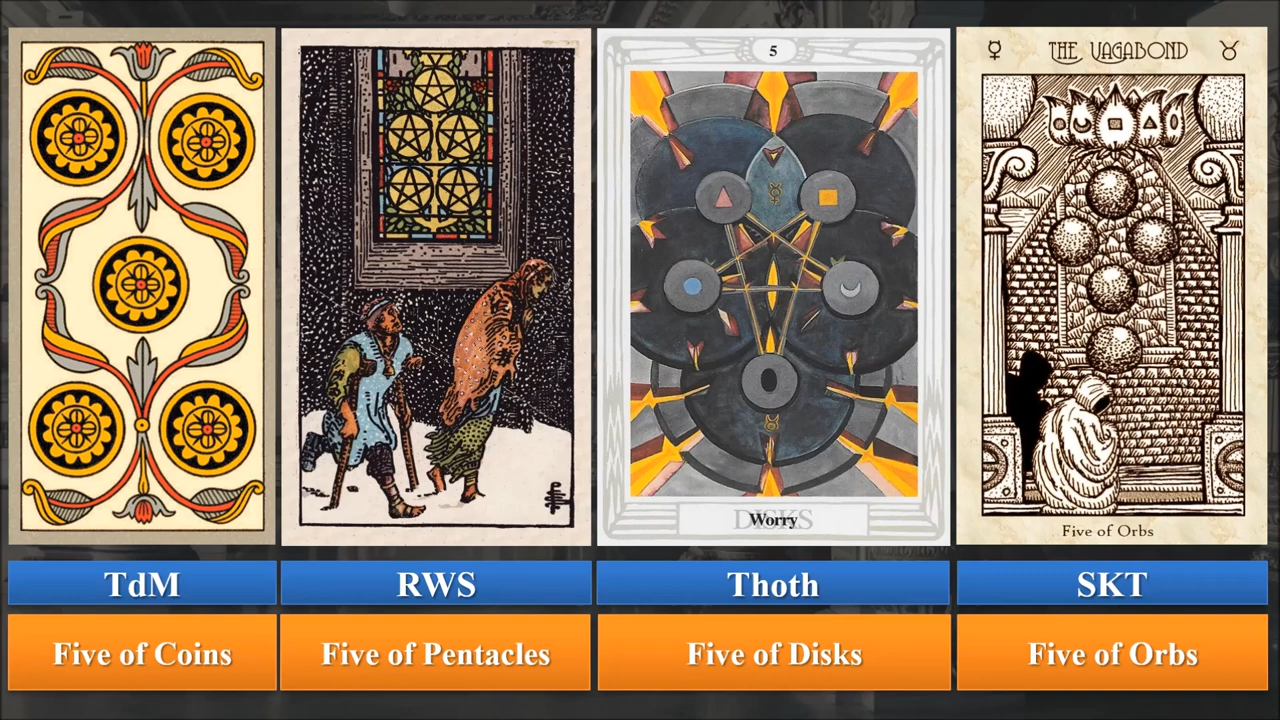 5
DISKS
Worry
☿ THE VAGABOND ♉
Five of Orbs
TdM
RWS
Thoth
SKT
Five of Coins
Five of Pentacles
Five of Disks
Five of Orbs